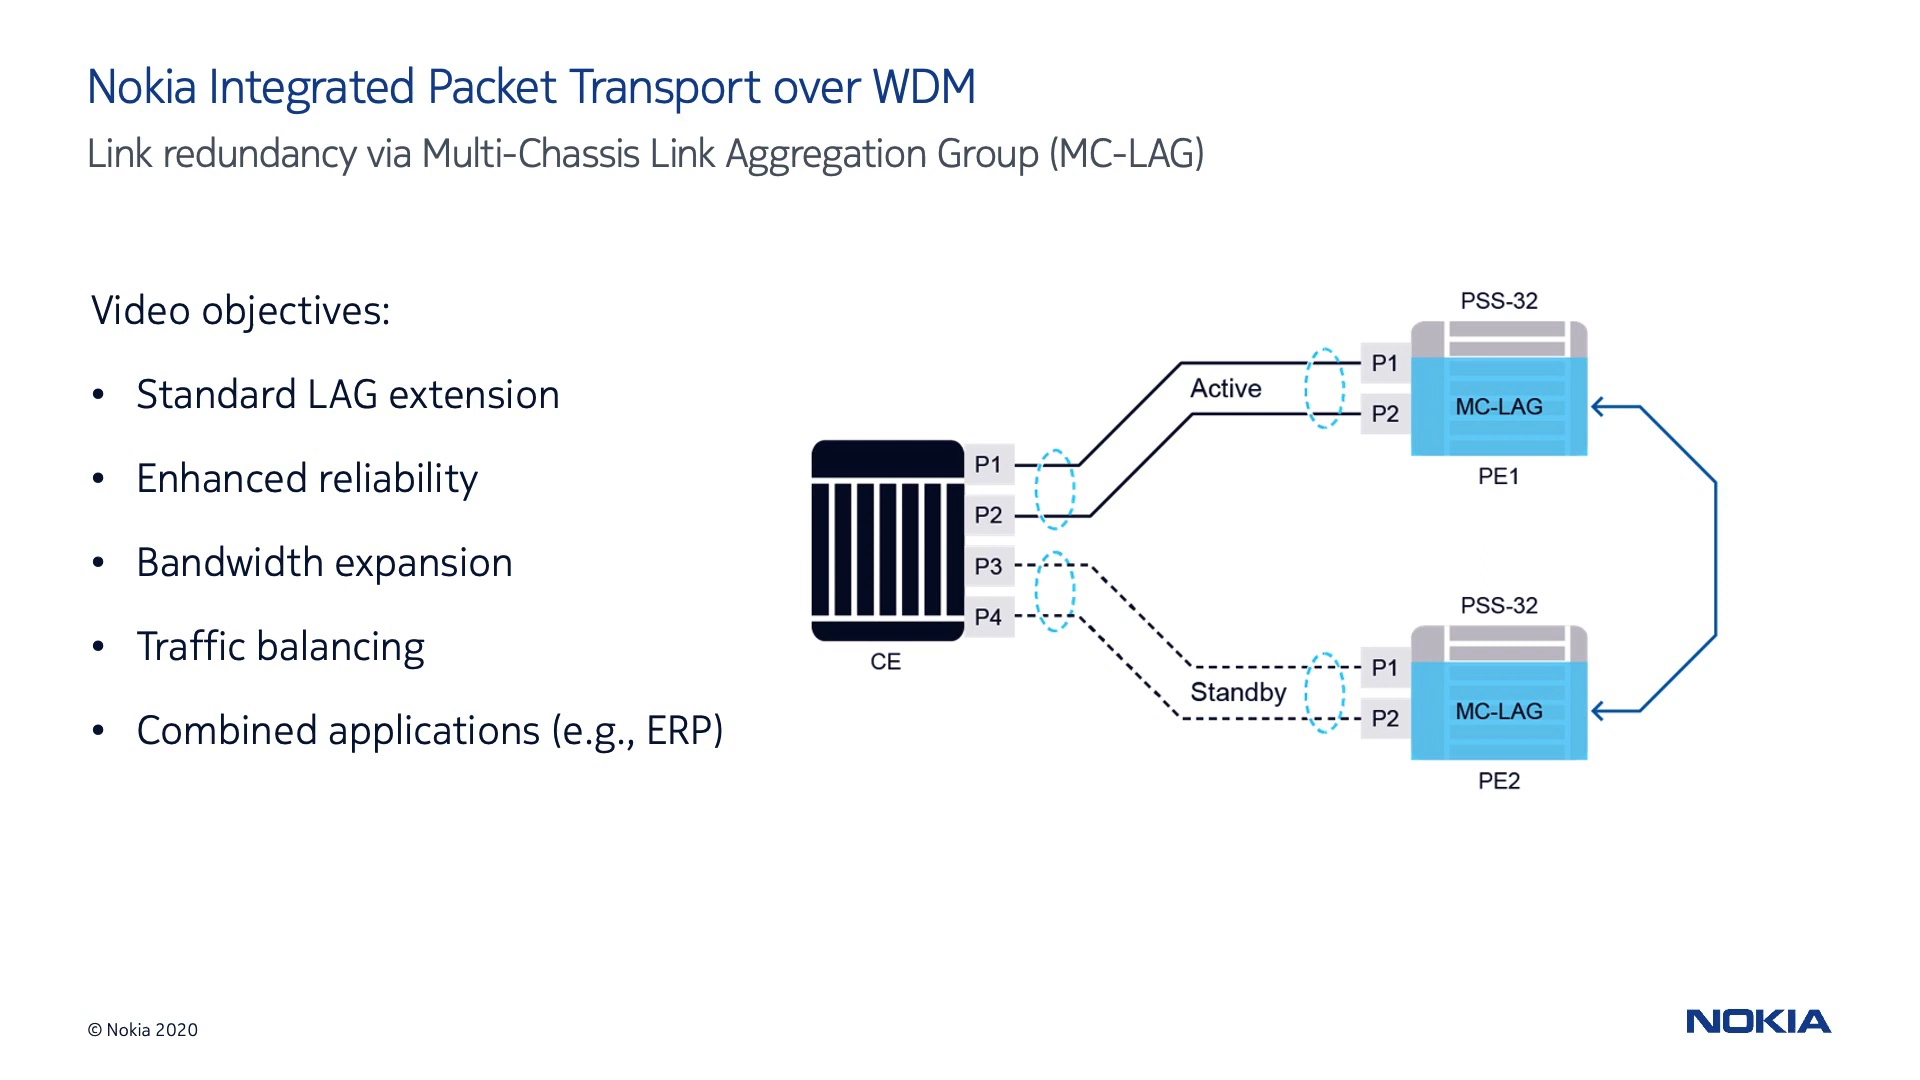 Nokia Integrated Packet Transport over WDM
Link redundancy via Multi-Chassis Link Aggregation Group (MC-LAG)
Video objectives:
• Standard LAG extension
• Enhanced reliability
• Bandwidth expansion
• Traffic balancing
• Combined applications (e.g., ERP)
P1
P2
P3
P4
CE
Active
Standby
PSS-32
P1
P2
MC-LAG
PE1
PSS-32
P1
P2
MC-LAG
PE2
© Nokia 2020
NOKIA